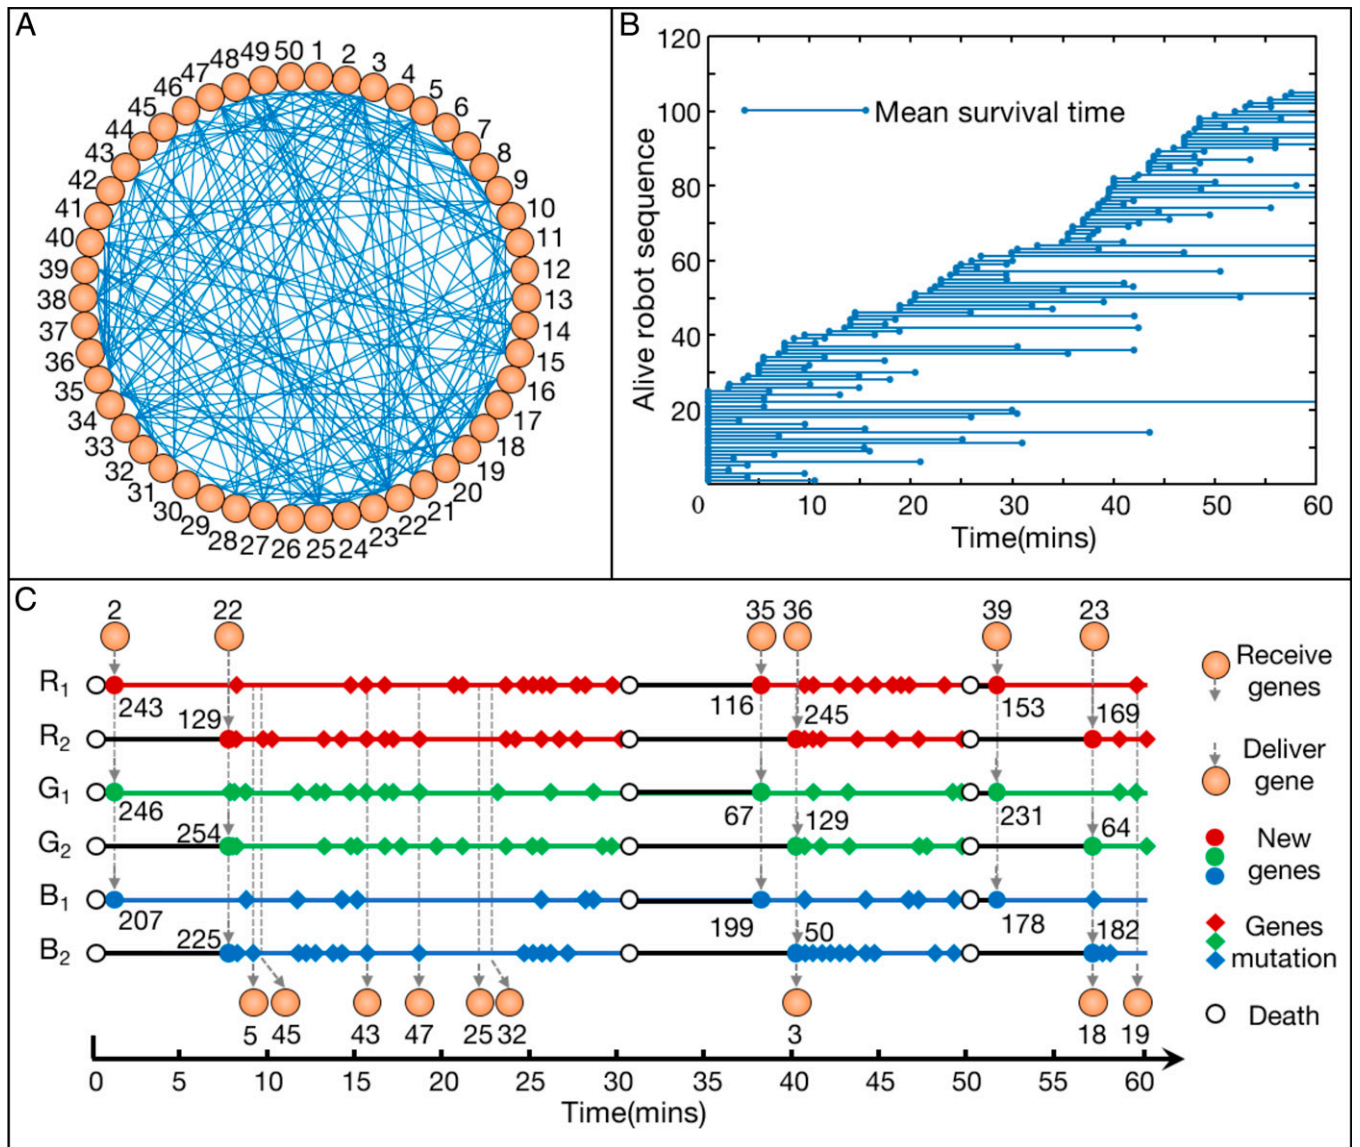 A
1
2
3
4
5
6
7
8
9
10
11
12
13
14
15
16
17
18
19
20
21
22
23
24
25
26
27
28
29
30
31
32
33
34
35
36
37
38
39
40
41
42
43
44
45
46
47
48
49
50
B
120
100
80
60
40
20
Alive robot sequence
Mean survival time
0 10 20 30 40 50 60
Time(mins)
C
2 22 35 36 39 23
R1
243 116 245 153
R2
129 169
G1
246 67 129 231
G2
254 64
B1
207 199 50 178
B2
225 182
5 45 43 47 25 32 3 18 19
0 5 10 15 20 25 30 35 40 45 50 55 60
Time(mins)
Receive
genes
Deliver
gene
New
genes
Genes
mutation
Death